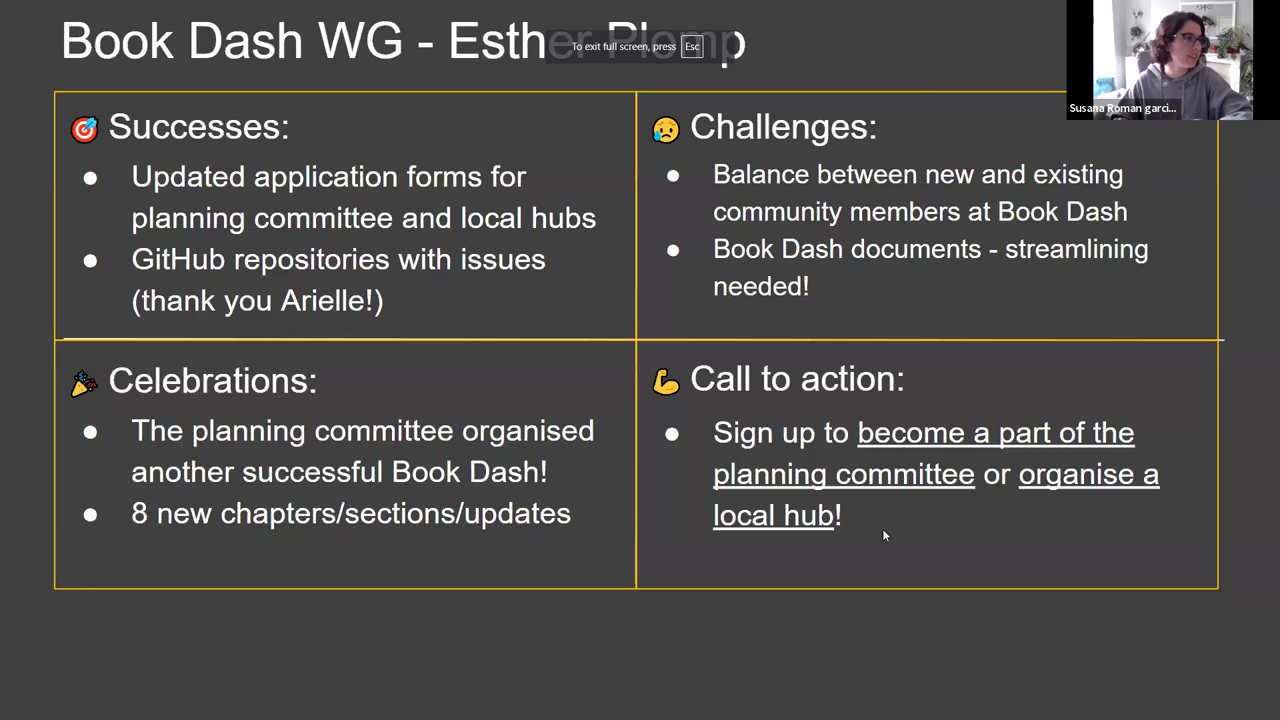 Book Dash WG - Esther Plomp
To exit full screen, press Esc
Susana Roman garci...
Successes:
● Updated application forms for
planning committee and local hubs
● GitHub repositories with issues
(thank you Arielle!)
Challenges:
● Balance between new and existing
community members at Book Dash
● Book Dash documents - streamlining
needed!
Celebrations:
● The planning committee organised
another successful Book Dash!
● 8 new chapters/sections/updates
Call to action:
● Sign up to become a part of the
planning committee or organise a
local hub!